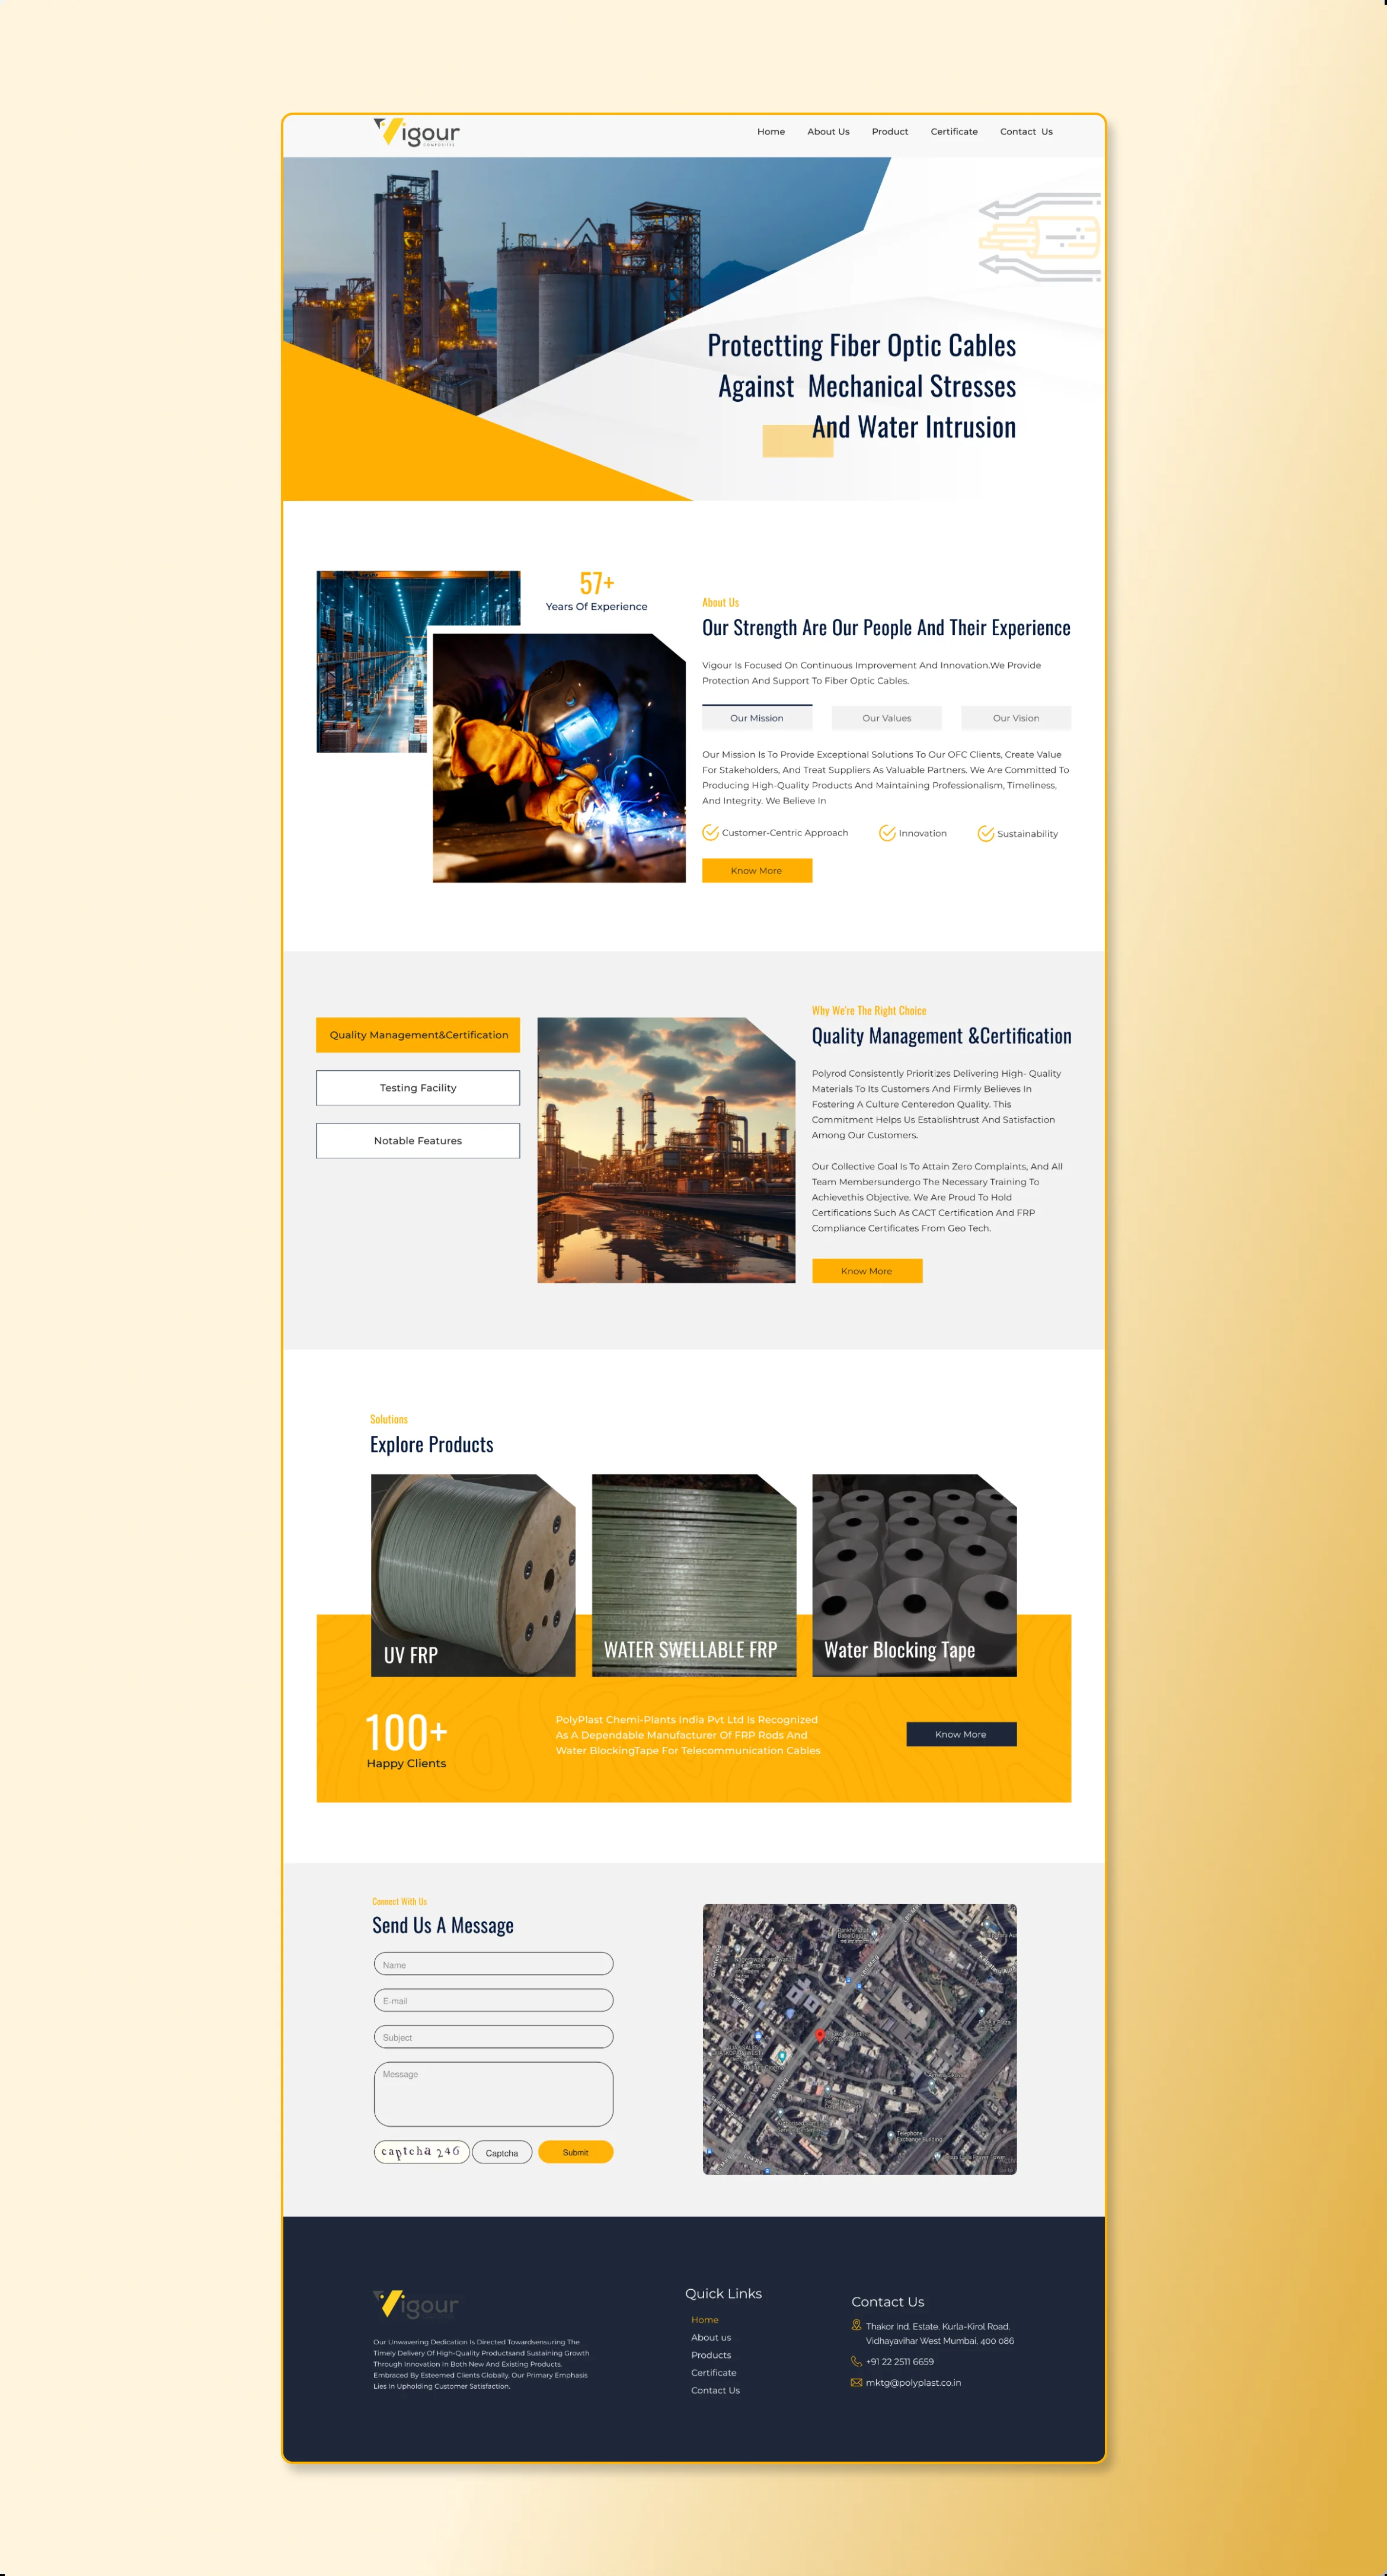 Vigour
COMPOSITES
Home About Us Product Certificate Contact Us
Protectting Fiber Optic Cables
Against Mechanical Stresses
And Water Intrusion
57+
Years Of Experience
About Us
Our Strength Are Our People And Their Experience
Vigour Is Focused On Continuous Improvement And Innovation.We Provide
Protection And Support To Fiber Optic Cables.
Our Mission Our Values Our Vision
Our Mission Is To Provide Exceptional Solutions To Our OFC Clients, Create Value
For Stakeholders, And Treat Suppliers As Valuable Partners. We Are Committed To
Producing High-Quality Products And Maintaining Professionalism, Timeliness,
And Integrity. We Believe In
Customer-Centric Approach Innovation Sustainability
Know More
Quality Management&Certification
Testing Facility
Notable Features
Why We're The Right Choice
Quality Management &Certification
Polyrod Consistently Prioritizes Delivering High- Quality
Materials To Its Customers And Firmly Believes In
Fostering A Culture Centeredon Quality. This
Commitment Helps Us Establishtrust And Satisfaction
Among Our Customers.
Our Collective Goal Is To Attain Zero Complaints, And All
Team Membersundergo The Necessary Training To
Achievethis Objective. We Are Proud To Hold
Certifications Such As CACT Certification And FRP
Compliance Certificates From Geo Tech.
Know More
Solutions
Explore Products
UV FRP
WATER SWELLABLE FRP
Water Blocking Tape
100+
Happy Clients
PolyPlast Chemi-Plants India Pvt Ltd Is Recognized
As A Dependable Manufacturer Of FRP Rods And
Water BlockingTape For Telecommunication Cables
Know More
Connect With Us
Send Us A Message
Name
E-mail
Subject
Message
captcha 246 Captcha Submit
Telephone
Exchange Building
Vigour
Our Unwavering Dedication Is Directed Towardsensuring The
Timely Delivery Of High-Quality Productsand Sustaining Growth
Through Innovation In Both New And Existing Products.
Embraced By Esteemed Clients Globally, Our Primary Emphasis
Lies In Upholding Customer Satisfaction.
Quick Links
Home
About us
Products
Certificate
Contact Us
Contact Us
Thakor Ind. Estate, Kurla-Kirol Road,
Vidhayavihar West Mumbai, 400 086
+91 22 2511 6659
mktg@polyplast.co.in